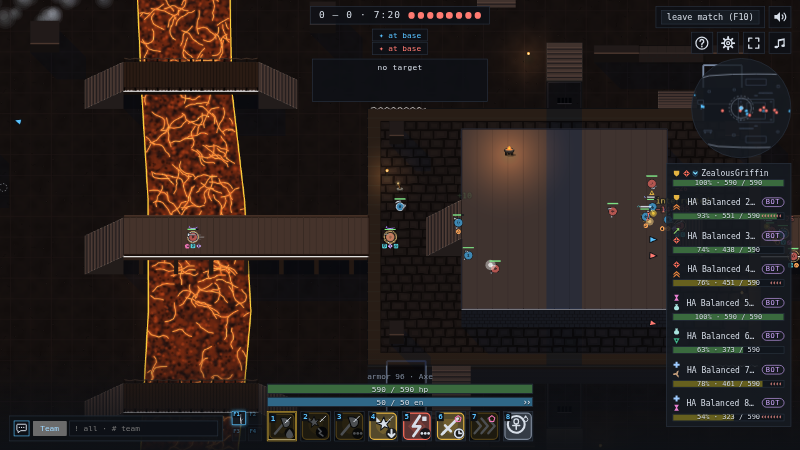 0 — 0 · 7:20
leave match (F10)
✦ at base
✦ at base
no target
ZealousGriffin
100% · 590 / 590
HA Balanced 2… BOT
93% · 551 / 590
HA Balanced 3… BOT
74% · 438 / 590
HA Balanced 4… BOT
76% · 451 / 590
HA Balanced 5… BOT
100% · 590 / 590
HA Balanced 6… BOT
63% · 373 / 590
HA Balanced 7… BOT
78% · 461 / 590
HA Balanced 8… BOT
54% · 323 / 590
armor 96 · Axe
590 / 590 hp
50 / 50 en
1 2 3 4 5 6 7 8
Team ! all · # team